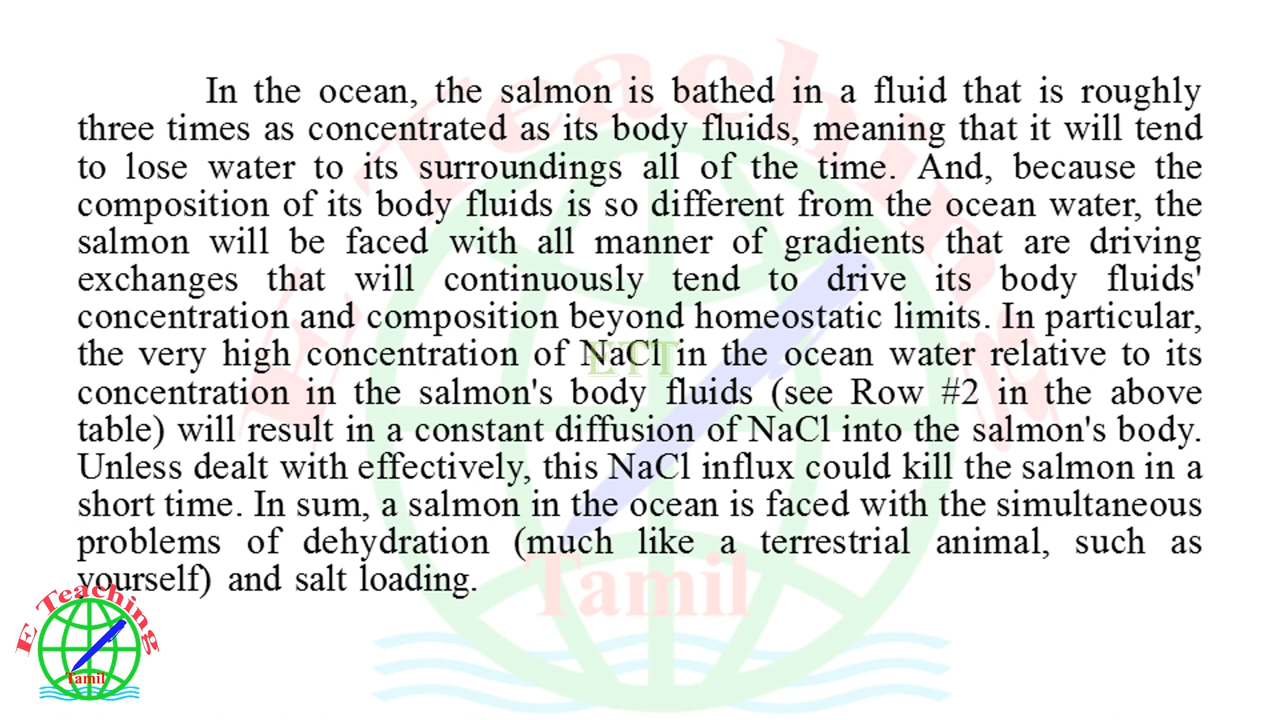 In the ocean, the salmon is bathed in a fluid that is roughly
three times as concentrated as its body fluids, meaning that it will tend
to lose water to its surroundings all of the time. And, because the
composition of its body fluids is so different from the ocean water, the
salmon will be faced with all manner of gradients that are driving
exchanges that will continuously tend to drive its body fluids'
concentration and composition beyond homeostatic limits. In particular,
the very high concentration of NaCl in the ocean water relative to its
concentration in the salmon's body fluids (see Row #2 in the above
table) will result in a constant diffusion of NaCl into the salmon's body.
Unless dealt with effectively, this NaCl influx could kill the salmon in a
short time. In sum, a salmon in the ocean is faced with the simultaneous
problems of dehydration (much like a terrestrial animal, such as
yourself) and salt loading.
E Teaching
Tamil
E Teaching
ETT
Tamil